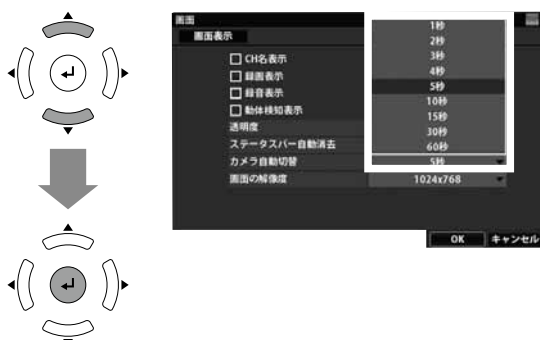 画面
画面表示
CH名表示
録画表示
録音表示
動体検知表示
透明度
ステータスバー自動消去
カメラ自動切替 5秒
画面の解像度 1024x768
1秒
2秒
3秒
4秒
5秒
10秒
15秒
30秒
60秒
OK キャンセル